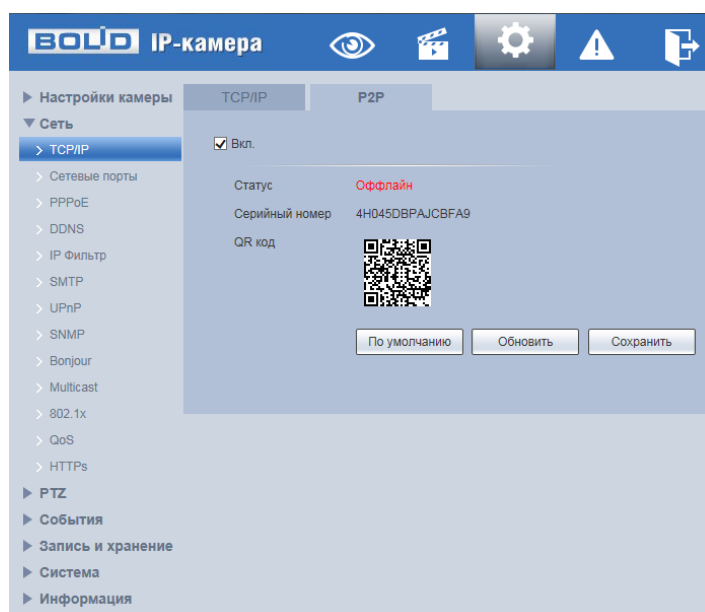 BOLID IP-камера
Настройки камеры
Сеть
TCP/IP
Сетевые порты
PPPoE
DDNS
IP Фильтр
SMTP
UPnP
SNMP
Bonjour
Multicast
802.1x
QoS
HTTPs
PTZ
События
Запись и хранение
Система
Информация
TCP/IP P2P
Вкл.
Статус Оффлайн
Серийный номер 4H045DBPAJCBFA9
QR код
По умолчанию Обновить Сохранить